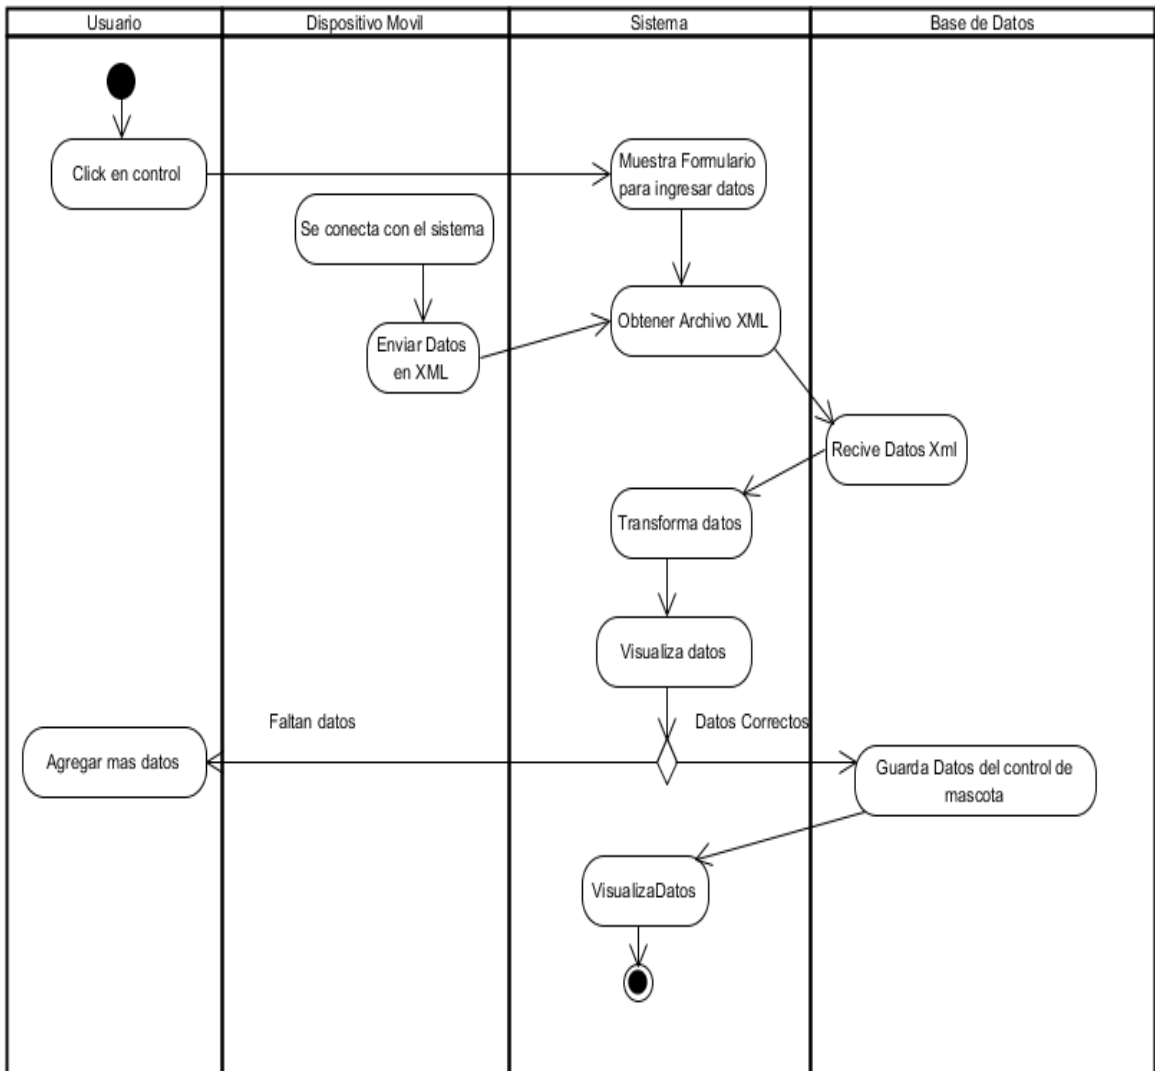 Usuario
Dispositivo Movil
Sistema
Base de Datos
Click en control
Muestra Formulario
para ingresar datos
Se conecta con el sistema
Obtener Archivo XML
Enviar Datos
en XML
Recive Datos Xml
Transforma datos
Visualiza datos
Faltan datos
Datos Correctos
Agregar mas datos
Guarda Datos del control de
mascota
VisualizaDatos